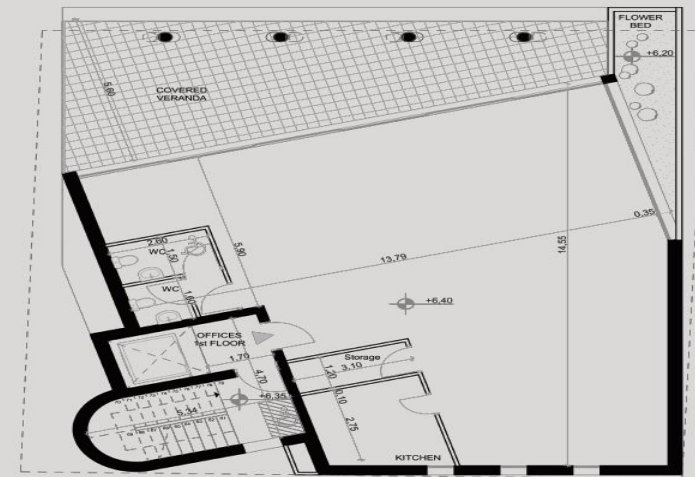 FLOWER
BED
+6,20
5,60
COVERED
VERANDA
0,35
2,60
WC
1,50
5,90
14,55
13,79
WC
1,60
+6,40
OFFICES
1st FLOOR
1,70
Storage
3,10
1,20
4,70
0,10
+6,35
5,34
2,75
KITCHEN